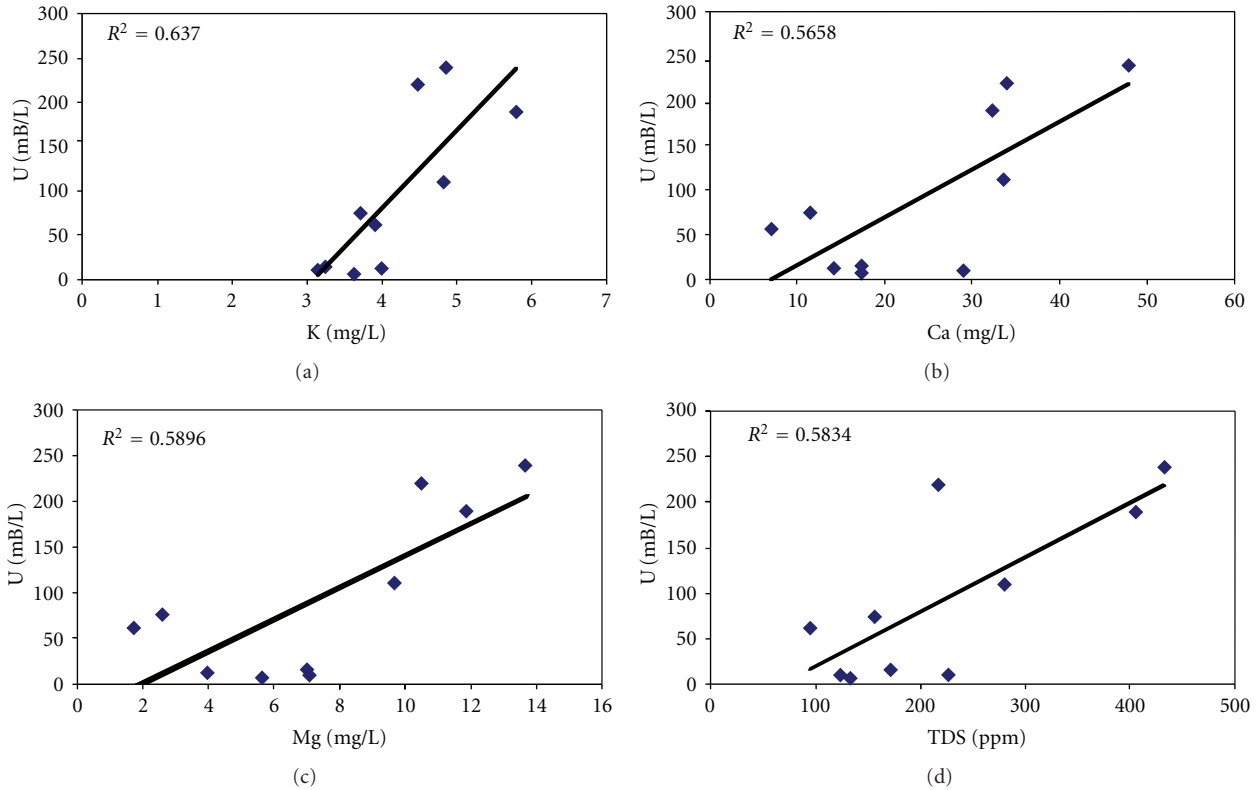 300
250
200
150
100
50
0
U (mB/L)
R² = 0.637
0 1 2 3 4 5 6 7
K (mg/L)
(a)
300
250
200
150
100
50
0
U (mB/L)
R² = 0.5658
0 10 20 30 40 50 60
Ca (mg/L)
(b)
300
250
200
150
100
50
0
U (mB/L)
R² = 0.5896
0 2 4 6 8 10 12 14 16
Mg (mg/L)
(c)
300
250
200
150
100
50
0
U (mB/L)
R² = 0.5834
0 100 200 300 400 500
TDS (ppm)
(d)